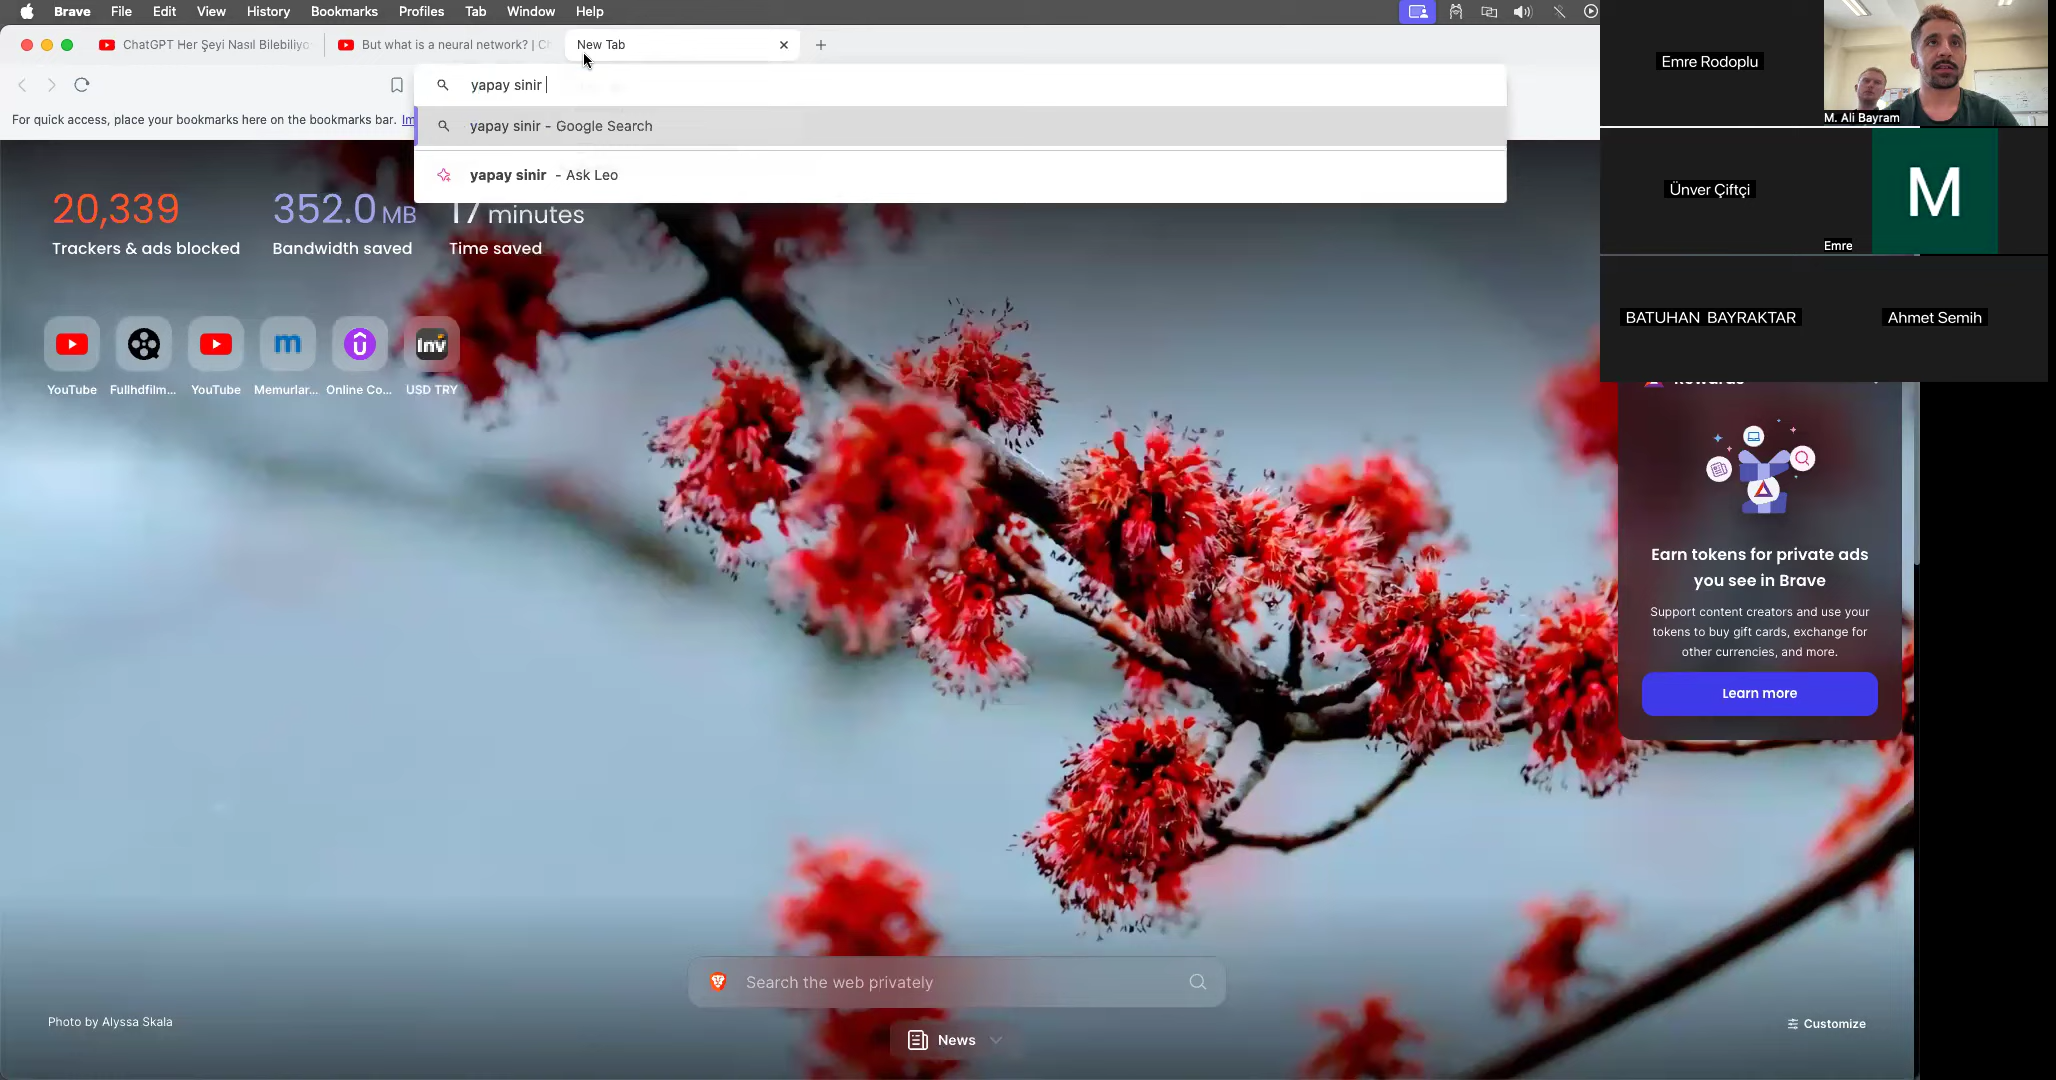 Brave File Edit View History Bookmarks Profiles Tab Window Help
ChatGPT Her Şeyi Nasıl Bilebiliyo
But what is a neural network? | Ch
New Tab
yapay sinir
For quick access, place your bookmarks here on the bookmarks bar. Im
yapay sinir - Google Search
yapay sinir - Ask Leo
20,339
Trackers & ads blocked
352.0 MB
Bandwidth saved
17 minutes
Time saved
YouTube
Fullhdfilm...
YouTube
Memurlar...
Online Co...
Inv
USD TRY
Emre Rodoplu
M. Ali Bayram
Ünver Çiftçi
M
Emre
BATUHAN BAYRAKTAR
Ahmet Semih
Rewards
Earn tokens for private ads
you see in Brave
Support content creators and use your
tokens to buy gift cards, exchange for
other currencies, and more.
Learn more
Search the web privately
News
Photo by Alyssa Skala
Customize